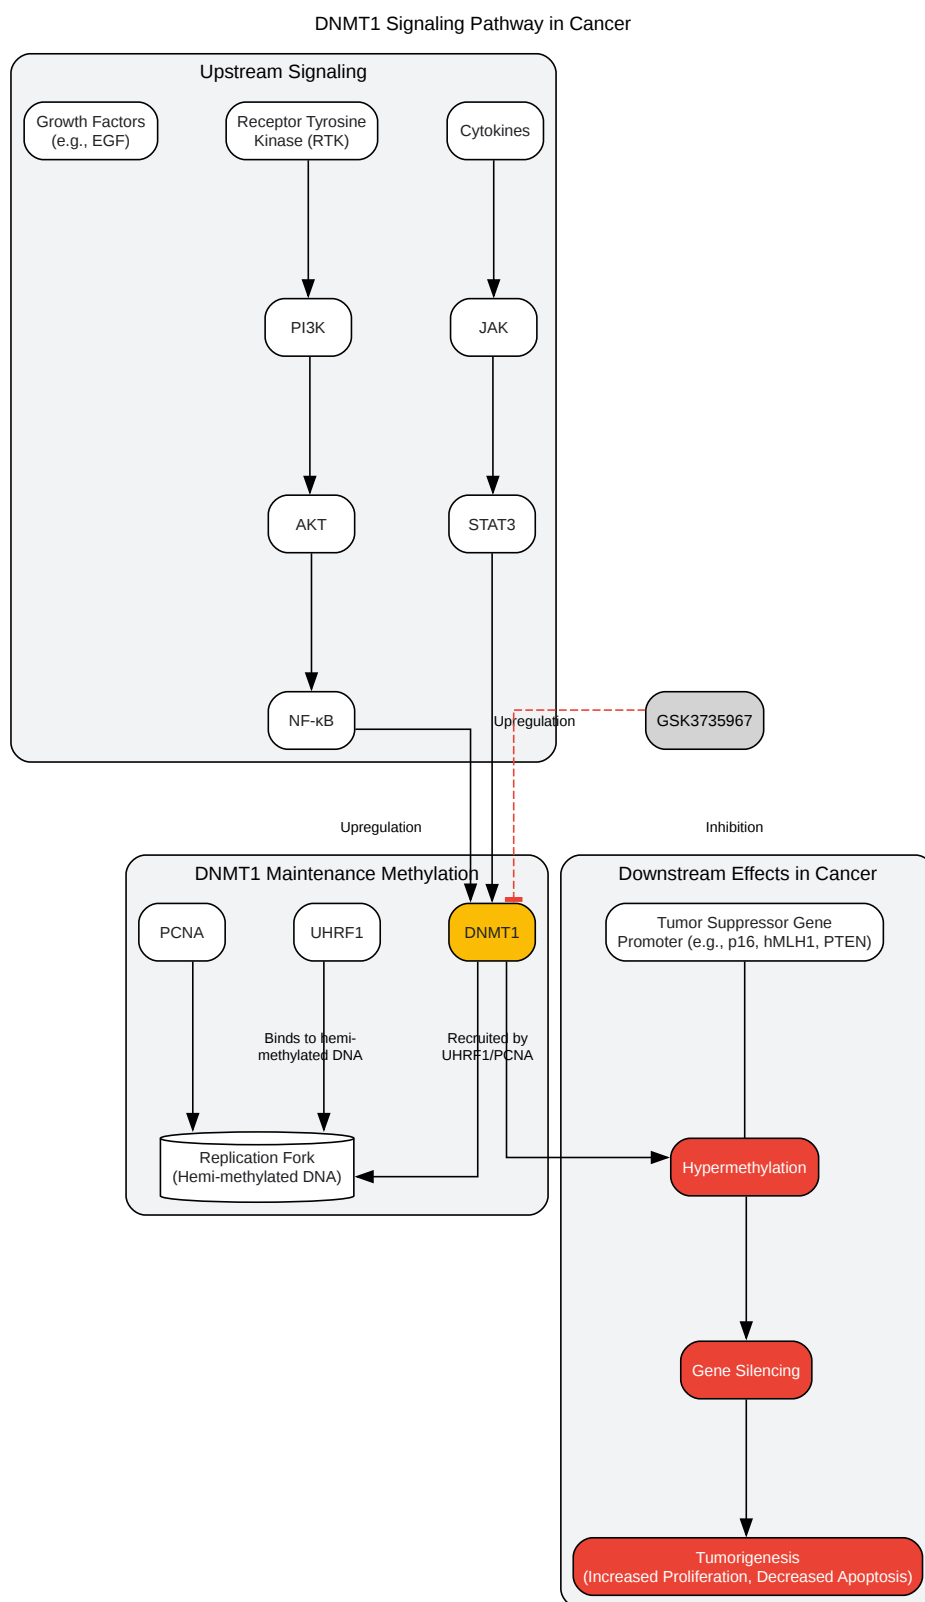 DNMT1 Signaling Pathway in Cancer
Upstream Signaling
Growth Factors
(e.g., EGF)
Receptor Tyrosine
Kinase (RTK)
Cytokines
PI3K
JAK
AKT
STAT3
NF-κB
Upregulation
GSK3735967
Upregulation
Inhibition
DNMT1 Maintenance Methylation
Downstream Effects in Cancer
PCNA
UHRF1
DNMT1
Tumor Suppressor Gene
Promoter (e.g., p16, hMLH1, PTEN)
Binds to hemi-
methylated DNA
Recruited by
UHRF1/PCNA
Replication Fork
(Hemi-methylated DNA)
Hypermethylation
Gene Silencing
Tumorigenesis
(Increased Proliferation, Decreased Apoptosis)